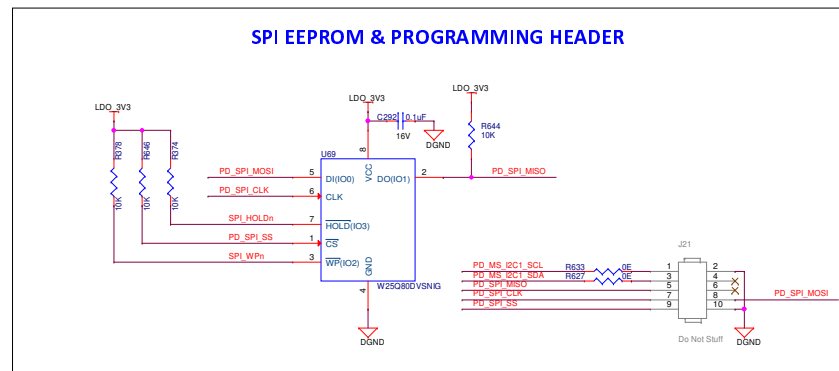 SPI EEPROM & PROGRAMMING HEADER
LDO_3V3
LDO_3V3
LDO_3V3
C292
0.1uF
16V
DGND
R644
10K
R378
R646
R374
10K
10K
10K
U69
8
VCC
PD_SPI_MOSI
5
DI(IO0)
DO(IO1)
2
PD_SPI_MISO
PD_SPI_CLK
6
CLK
SPI_HOLDn
7
HOLD(IO3)
PD_SPI_SS
1
CS
SPI_WPn
3
WP(IO2)
GND
4
W25Q80DVSNIG
DGND
J21
PD_MS_I2C1_SCL
R633
0E
1
2
PD_MS_I2C1_SDA
R627
0E
3
4
PD_SPI_MISO
5
6
PD_SPI_CLK
7
8
PD_SPI_MOSI
PD_SPI_SS
9
10
Do Not Stuff
DGND